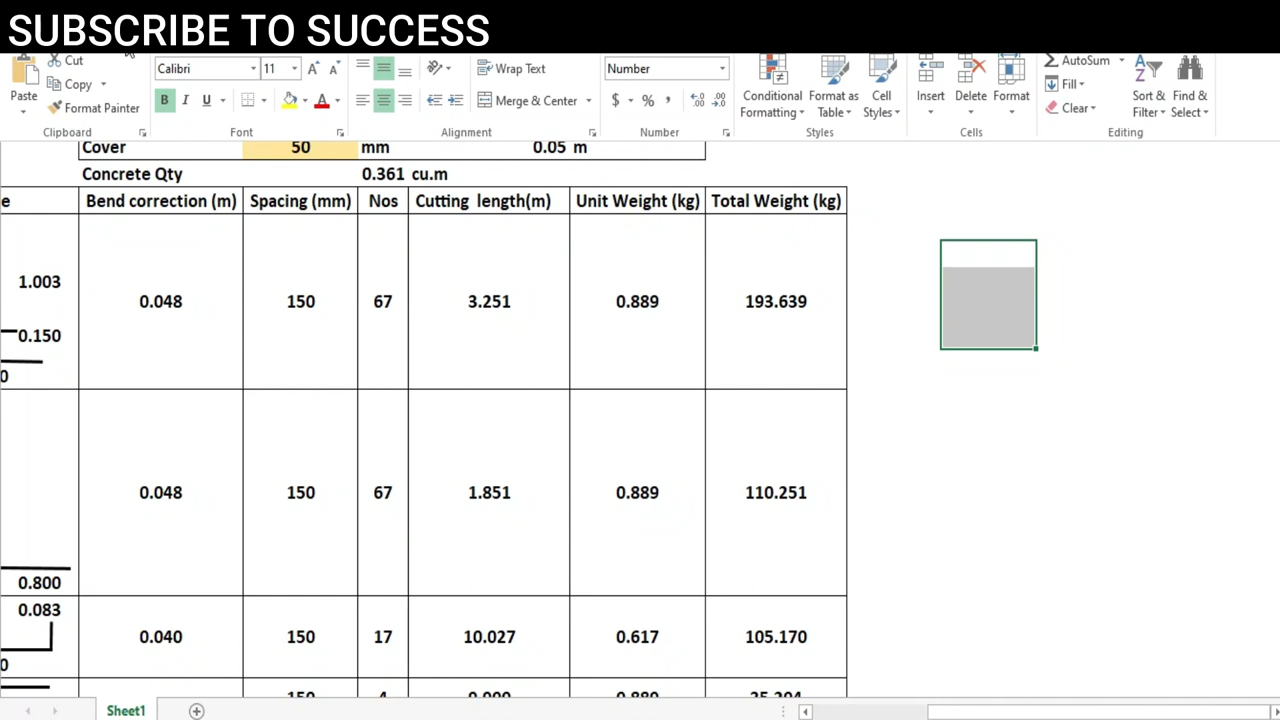 SUBSCRIBE TO SUCCESS
Cut
Copy
Format Painter
Paste
Clipboard
Calibri 11
B I U
Font
Wrap Text
Merge & Center
Alignment
Number
$ % ,
Number
Conditional Formatting
Format as Table
Cell Styles
Styles
Insert Delete Format
Cells
AutoSum
Fill
Clear
Sort & Filter
Find & Select
Editing
Cover 50 mm 0.05 m
Concrete Qty 0.361 cu.m
e Bend correction (m) Spacing (mm) Nos Cutting length(m) Unit Weight (kg) Total Weight (kg)
1.003
0.048 150 67 3.251 0.889 193.639
0.150
0
0.048 150 67 1.851 0.889 110.251
0.800
0.083
0.040 150 17 10.027 0.617 105.170
0
150 4
Sheet1